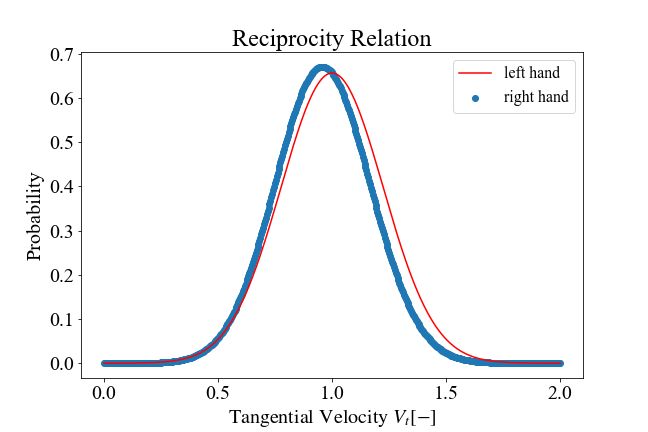 Reciprocity Relation
left hand
right hand
Probability
0.7
0.6
0.5
0.4
0.3
0.2
0.1
0.0
0.0 0.5 1.0 1.5 2.0
Tangential Velocity Vₜ[−]